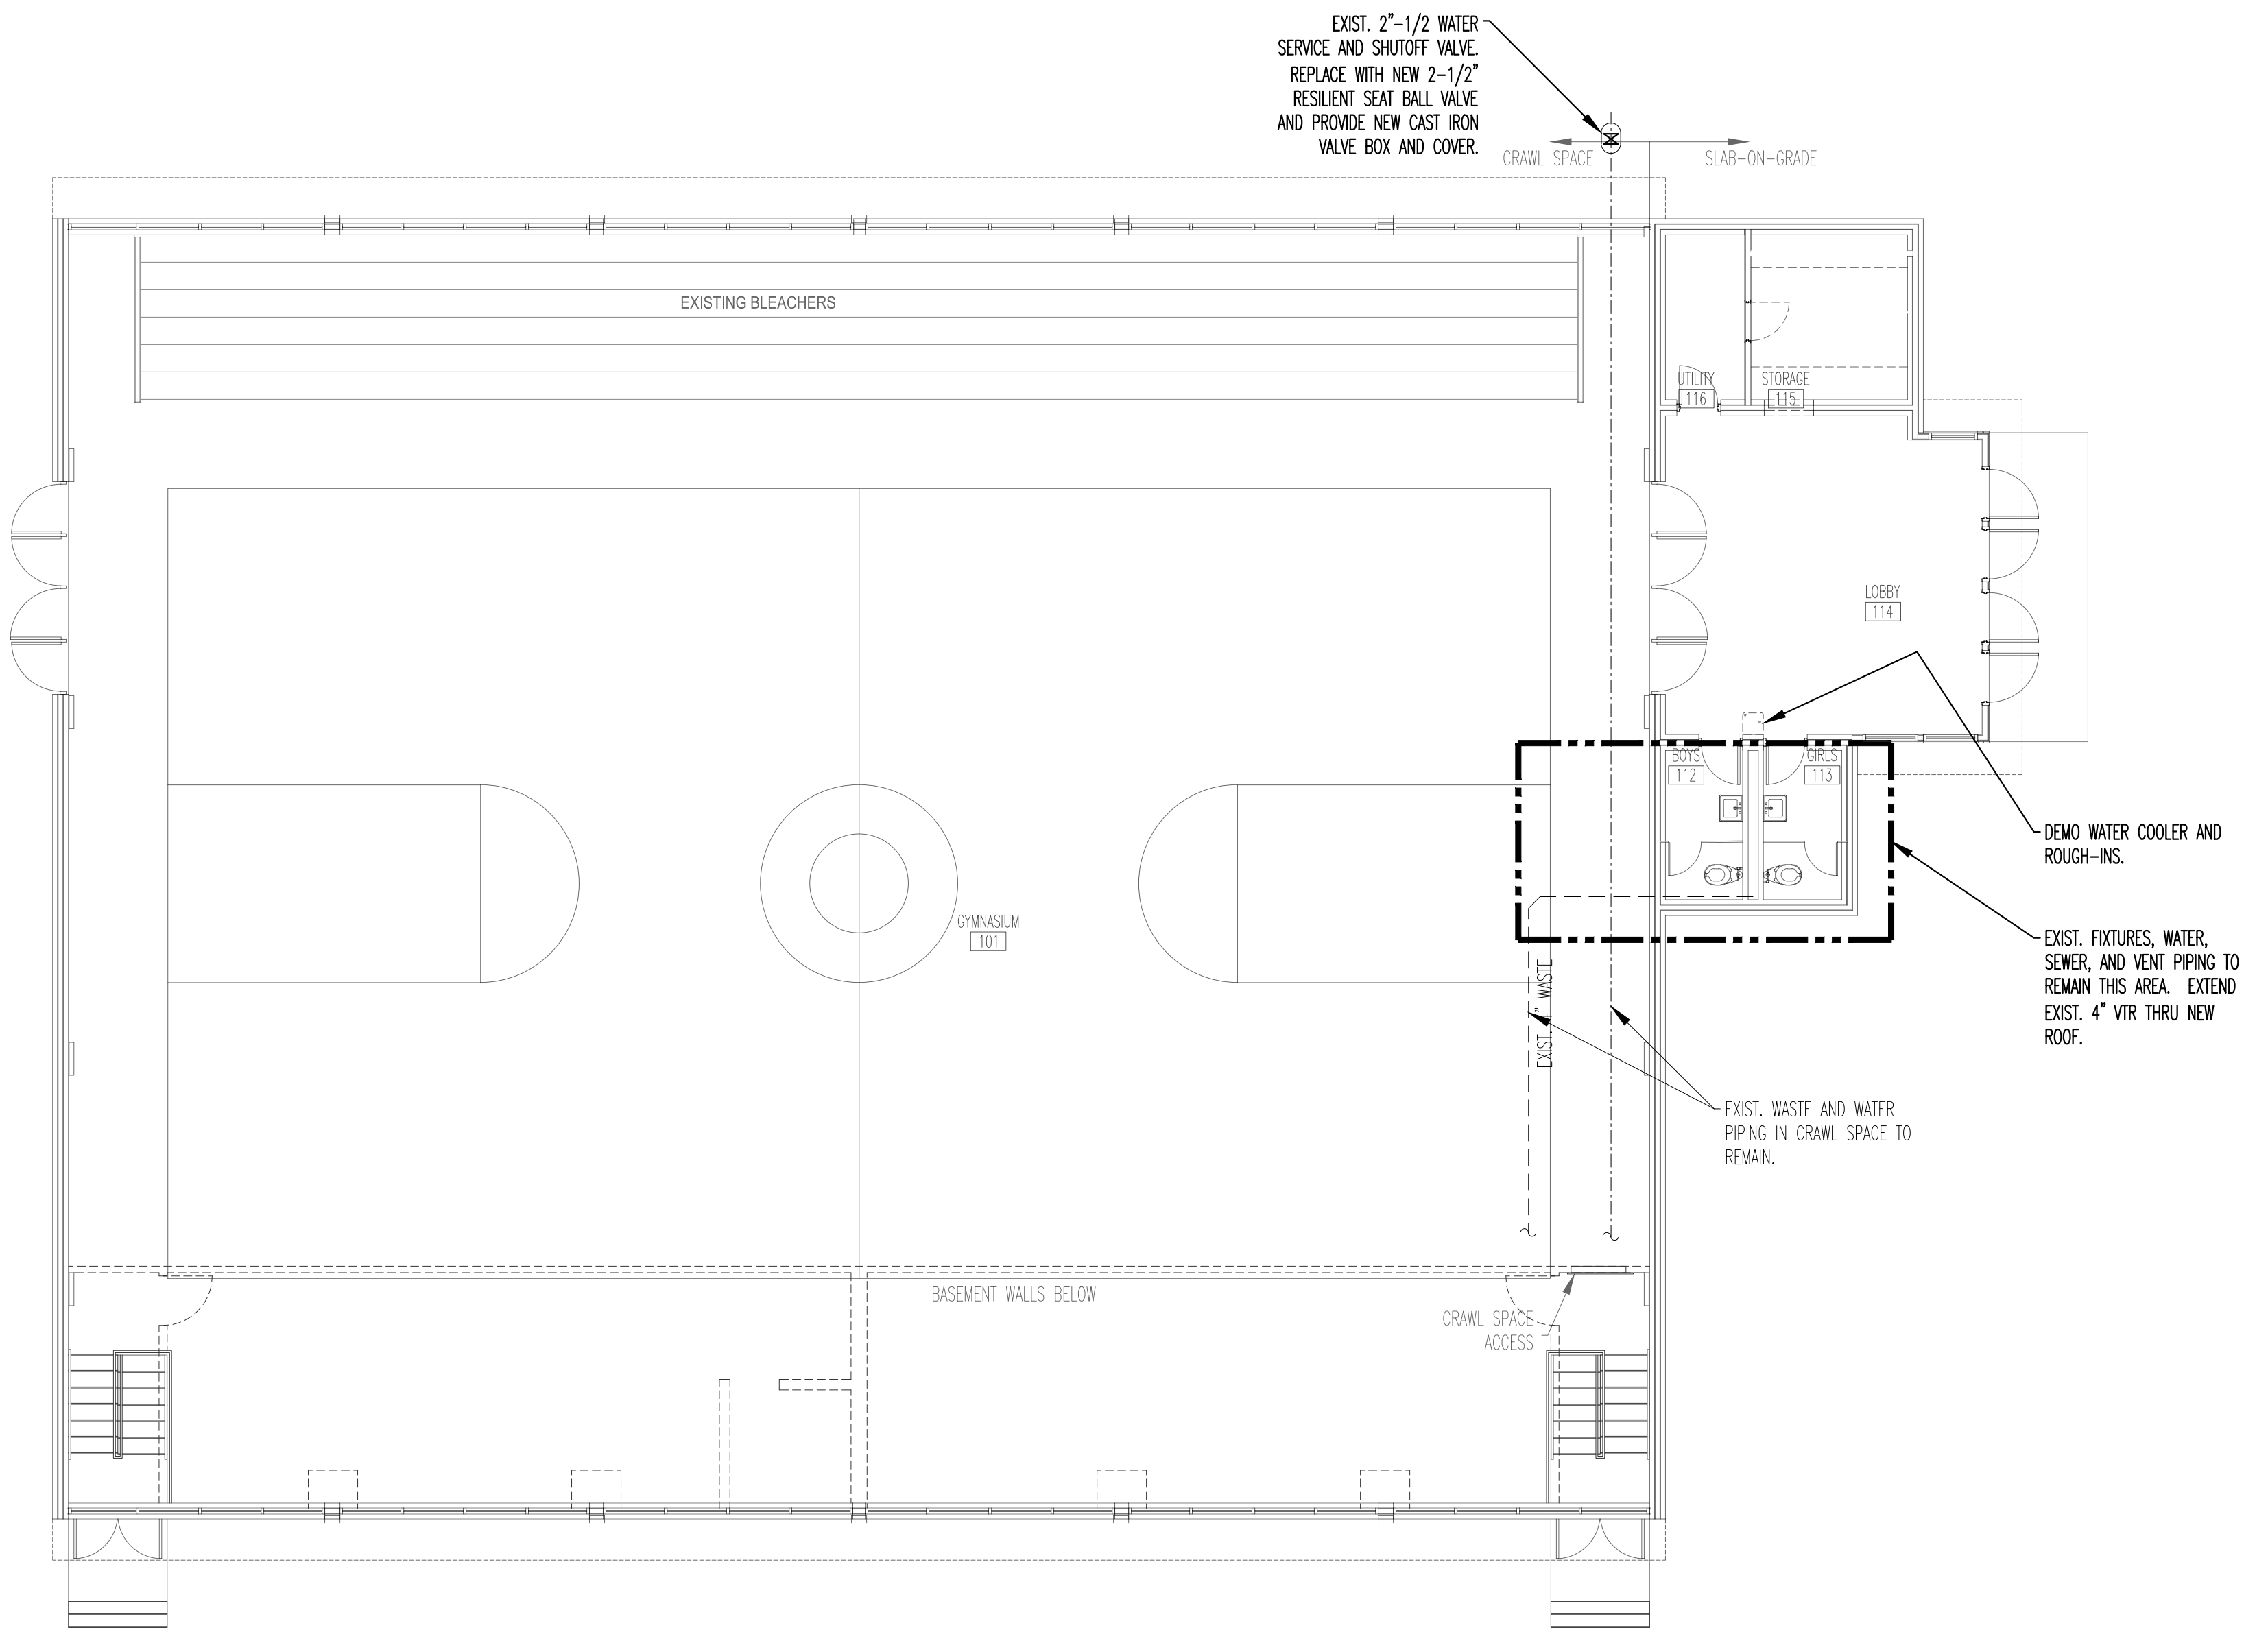 EXIST. 2"-1/2 WATER
SERVICE AND SHUTOFF VALVE.
REPLACE WITH NEW 2-1/2"
RESILIENT SEAT BALL VALVE
AND PROVIDE NEW CAST IRON
VALVE BOX AND COVER.
CRAWL SPACE
SLAB-ON-GRADE
EXISTING BLEACHERS
UTILITY
116
STORAGE
115
LOBBY
114
BOYS
112
GIRLS
113
DEMO WATER COOLER AND
ROUGH-INS.
GYMNASIUM
101
EXIST. FIXTURES, WATER,
SEWER, AND VENT PIPING TO
REMAIN THIS AREA. EXTEND
EXIST. 4" VTR THRU NEW
ROOF.
EXIST. 4" WASTE
EXIST. WASTE AND WATER
PIPING IN CRAWL SPACE TO
REMAIN.
BASEMENT WALLS BELOW
CRAWL SPACE
ACCESS